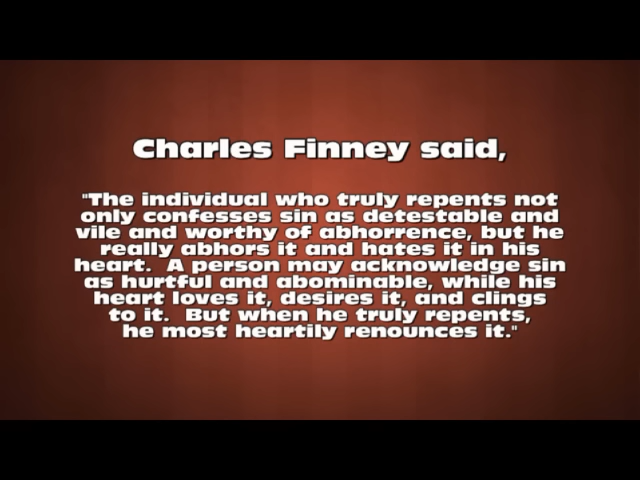 Charles Finney said,
"The individual who truly repents not
only confesses sin as detestable and
vile and worthy of abhorrence, but he
really abhors it and hates it in his
heart.  A person may acknowledge sin
as hurtful and abominable, while his
heart loves it, desires it, and clings
to it.  But when he truly repents,
he most heartily renounces it."